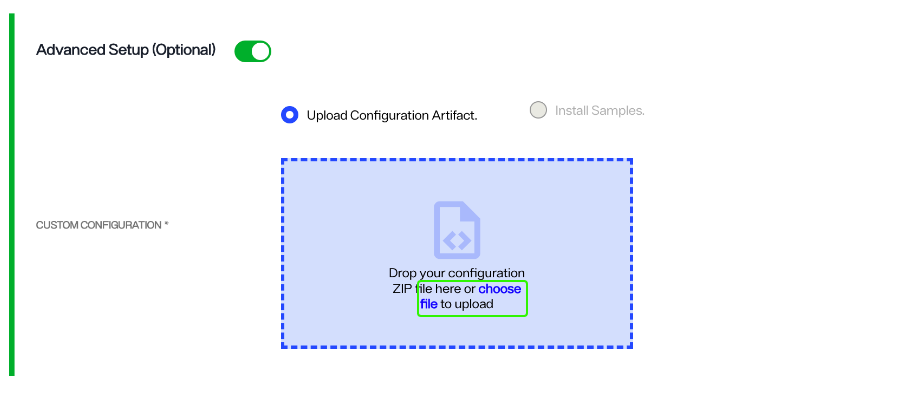 Advanced Setup (Optional)
Upload Configuration Artifact.
Install Samples.
CUSTOM CONFIGURATION *
Drop your configuration
ZIP file here or choose
file to upload